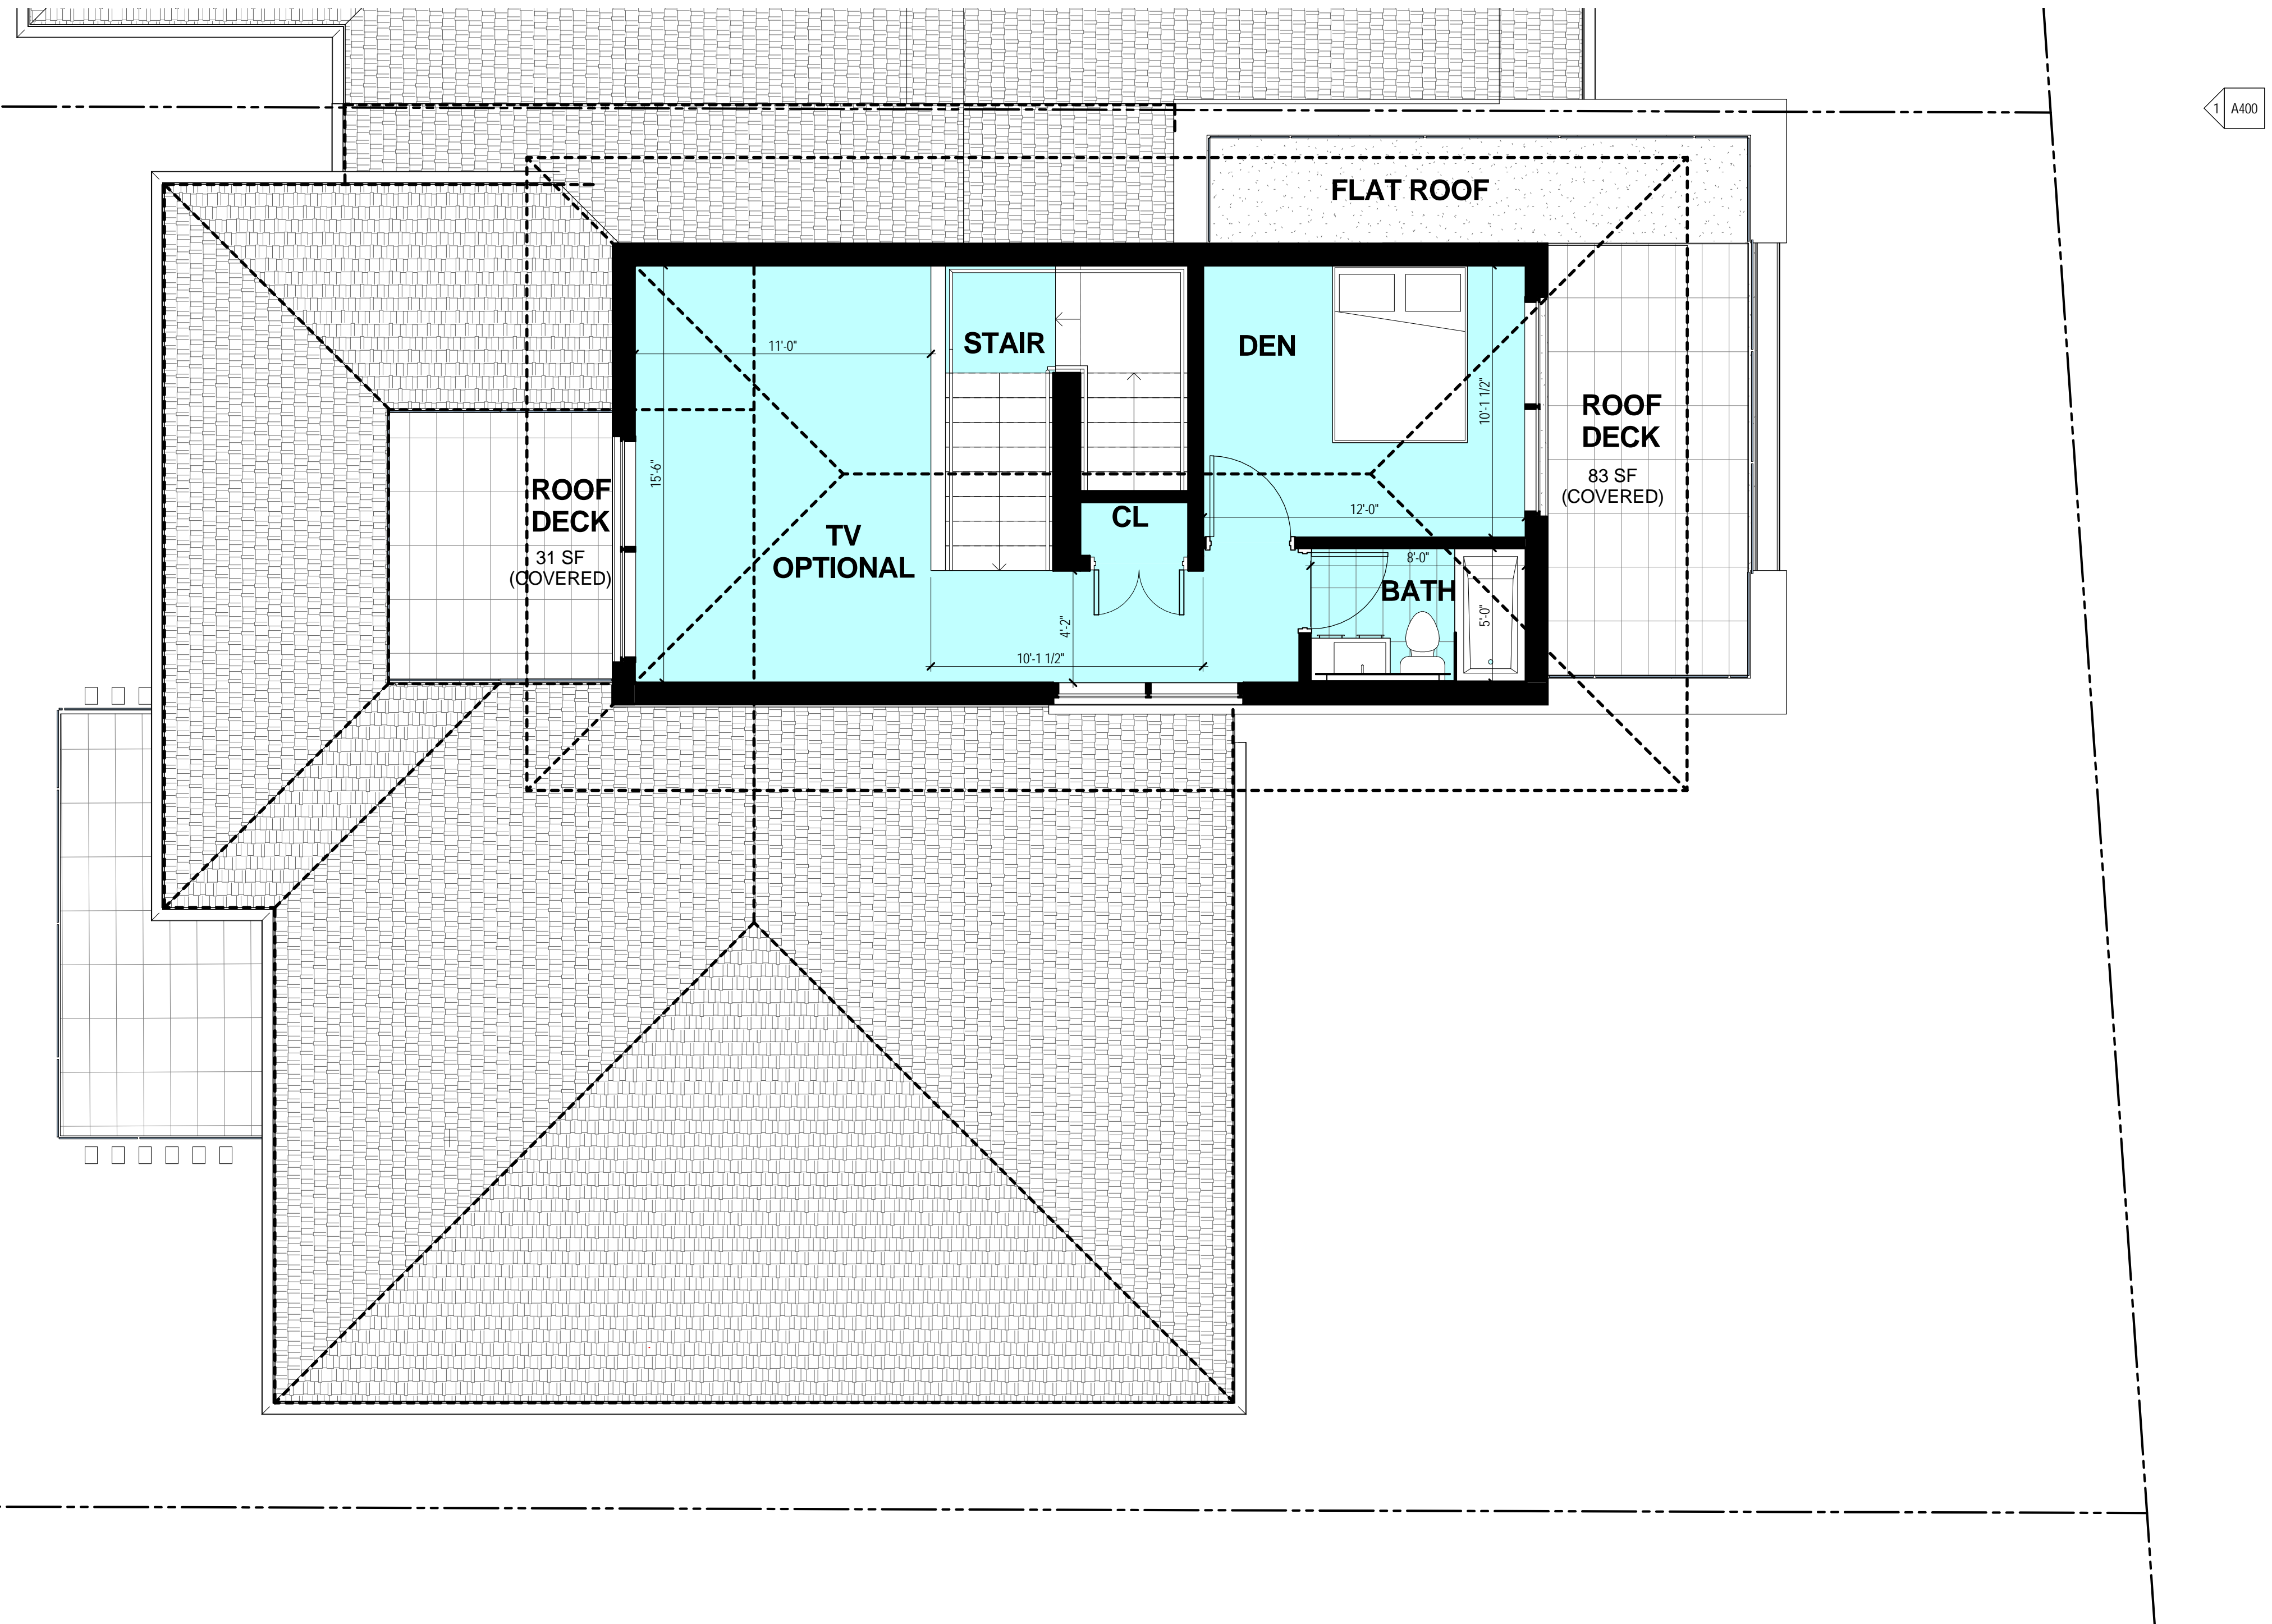 1 A400
FLAT ROOF
STAIR
11'-0"
DEN
10'-1 1/2"
ROOF
DECK
83 SF
(COVERED)
15'-6"
ROOF
DECK
31 SF
(COVERED)
TV
OPTIONAL
CL
12'-0"
8'-0"
BATH
5'-0"
4'-2"
10'-1 1/2"